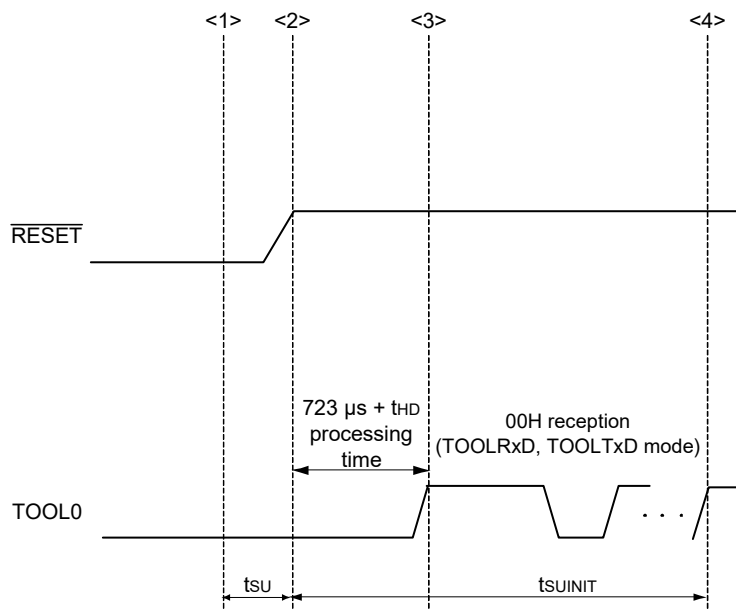 <1> <2> <3> <4>
RESET
723 µs + tHD
processing
time
00H reception
(TOOLRxD, TOOLTxD mode)
TOOL0
. . .
tSU
tSUINIT